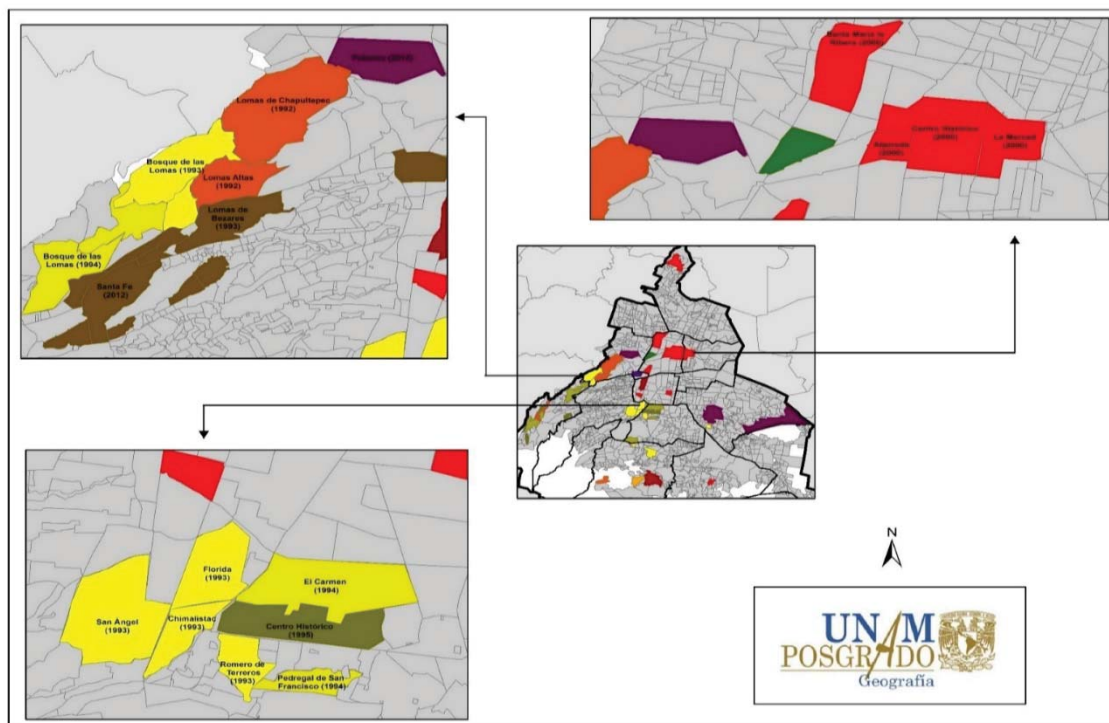 Polanco (2012)
Lomas de Chapultepec
(1992)
Bosque de las
Lomas (1993)
Lomas Altas
(1992)
Lomas de
Bezares
(1993)
Bosque de las
Lomas (1994)
Santa Fe
(2012)
Santa María la
Ribera (2000)
Centro Histórico
(2000)
Alameda
(2000)
La Merced
(2000)
Florida
(1993)
El Carmen
(1994)
San Ángel
(1993)
Chimalistac
(1993)
Centro Histórico
(1995)
Romero de
Terreros
(1993)
Pedregal de San
Francisco (1994)
N
UNAM
POSGRADO
Geografía